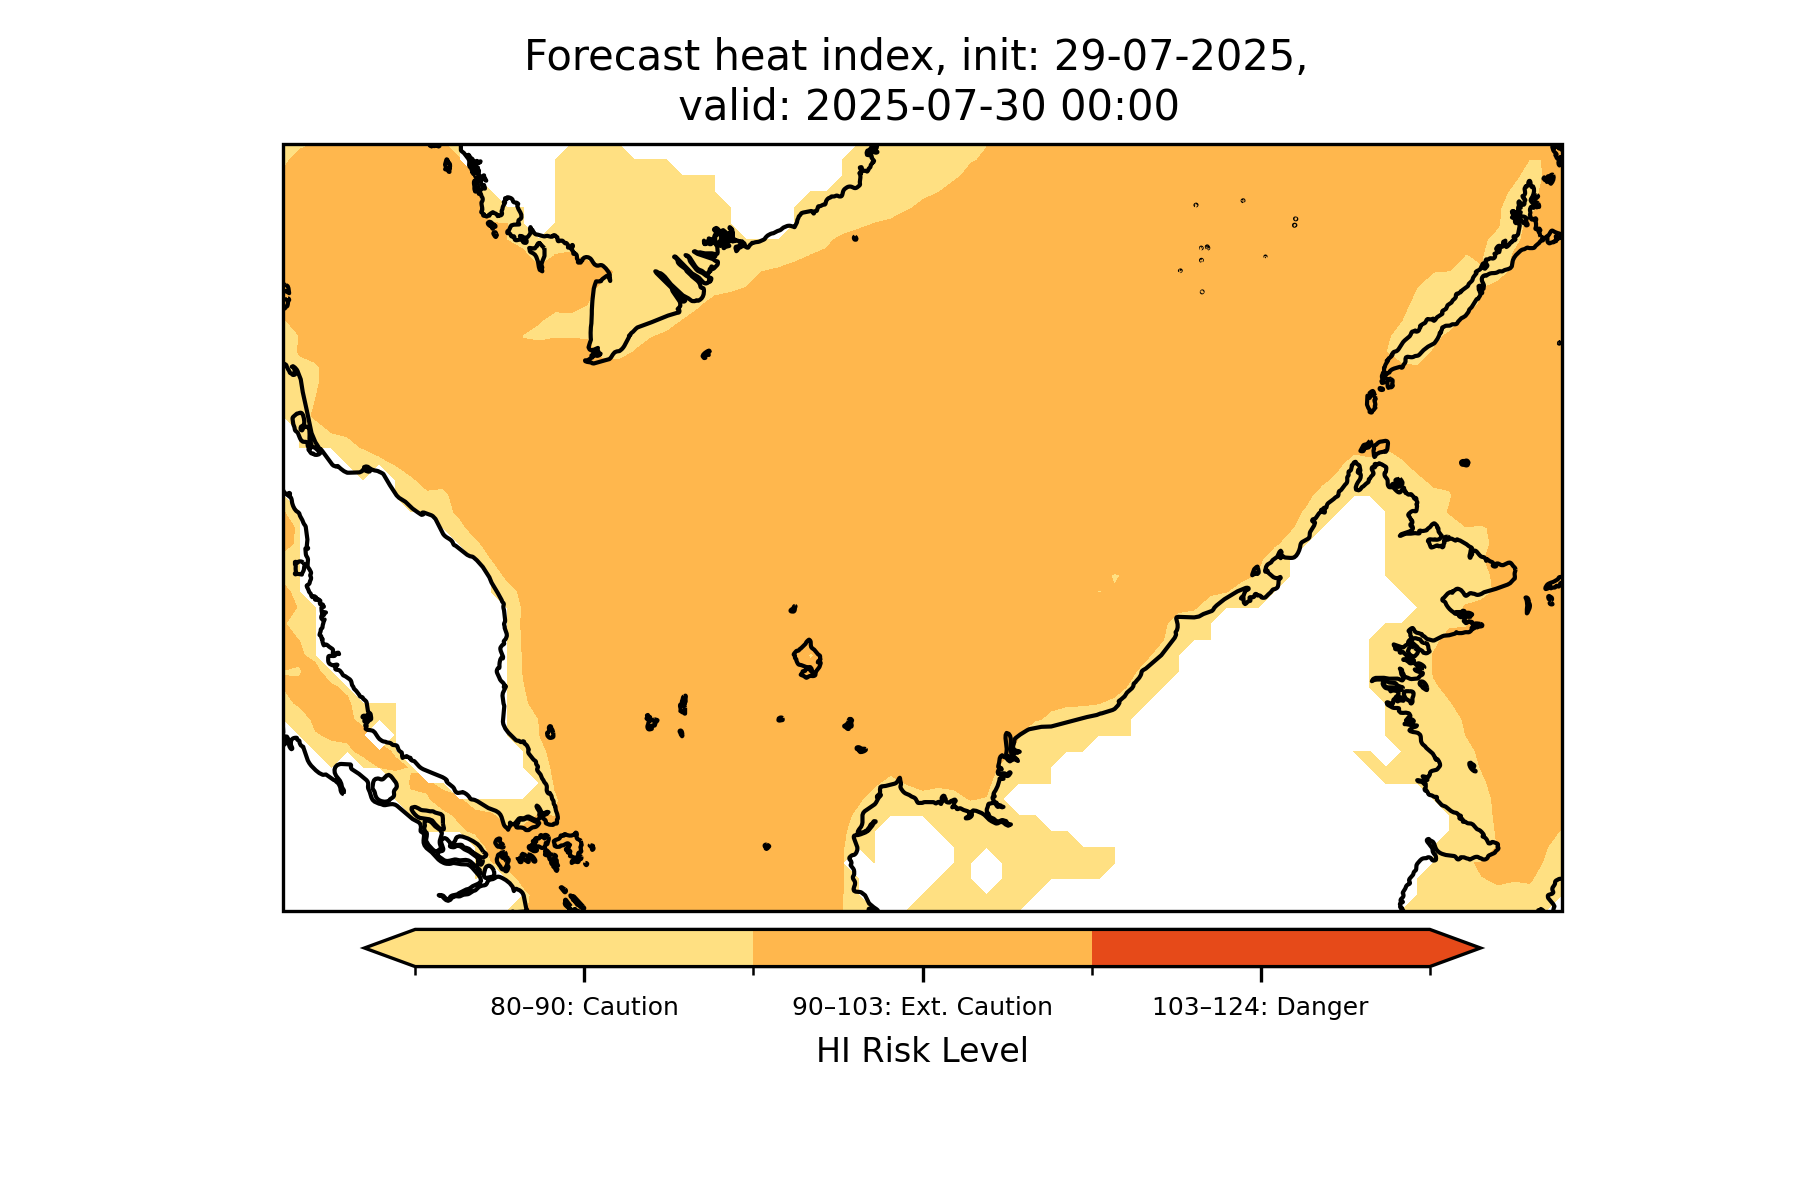 Forecast heat index, init: 29-07-2025,
valid: 2025-07-30 00:00
80–90: Caution
90–103: Ext. Caution
103–124: Danger
HI Risk Level